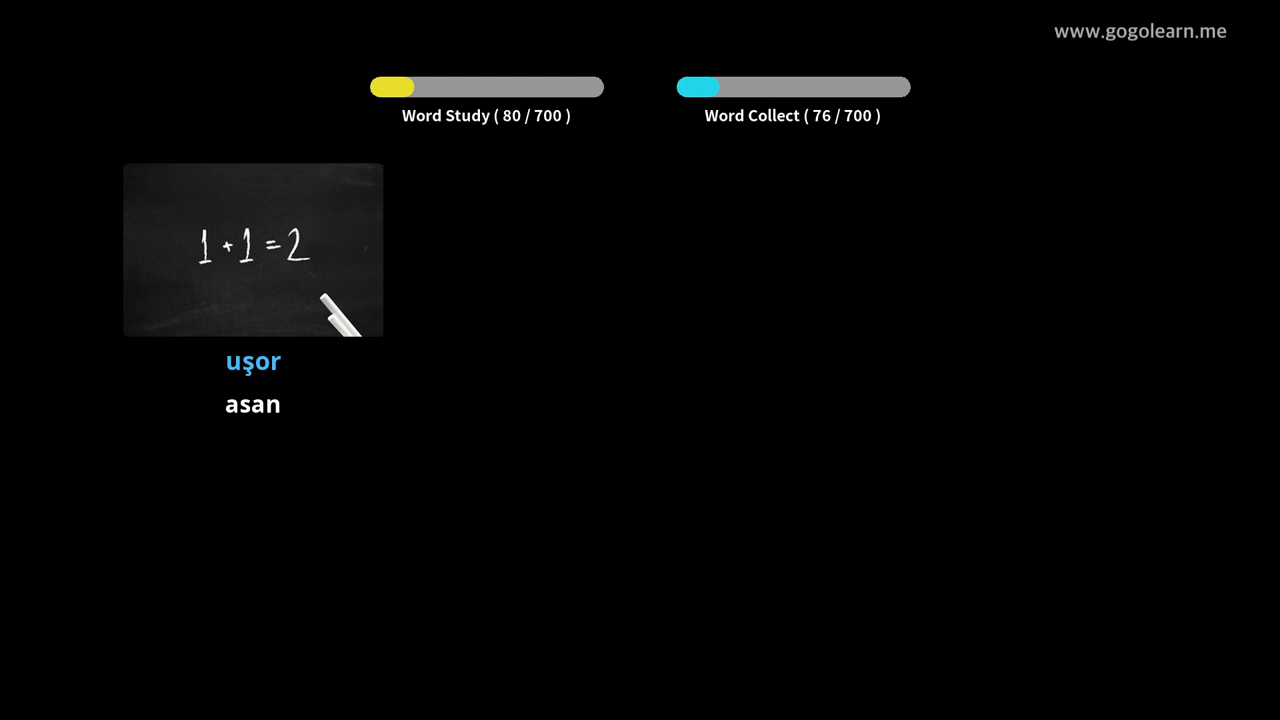 www.gogolearn.me
Word Study ( 80 / 700 )
Word Collect ( 76 / 700 )
1 + 1 = 2
uşor
asan